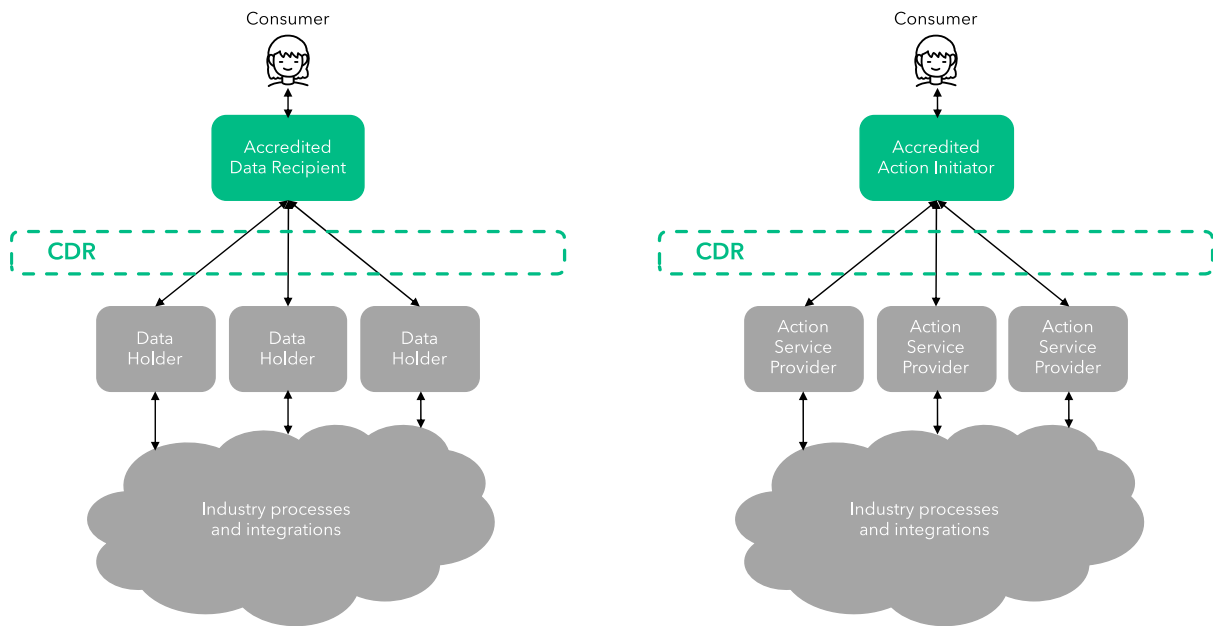 Consumer
Accredited
Data Recipient
CDR
Data
Holder
Data
Holder
Data
Holder
Industry processes
and integrations
Consumer
Accredited
Action Initiator
CDR
Action
Service
Provider
Action
Service
Provider
Action
Service
Provider
Industry processes
and integrations